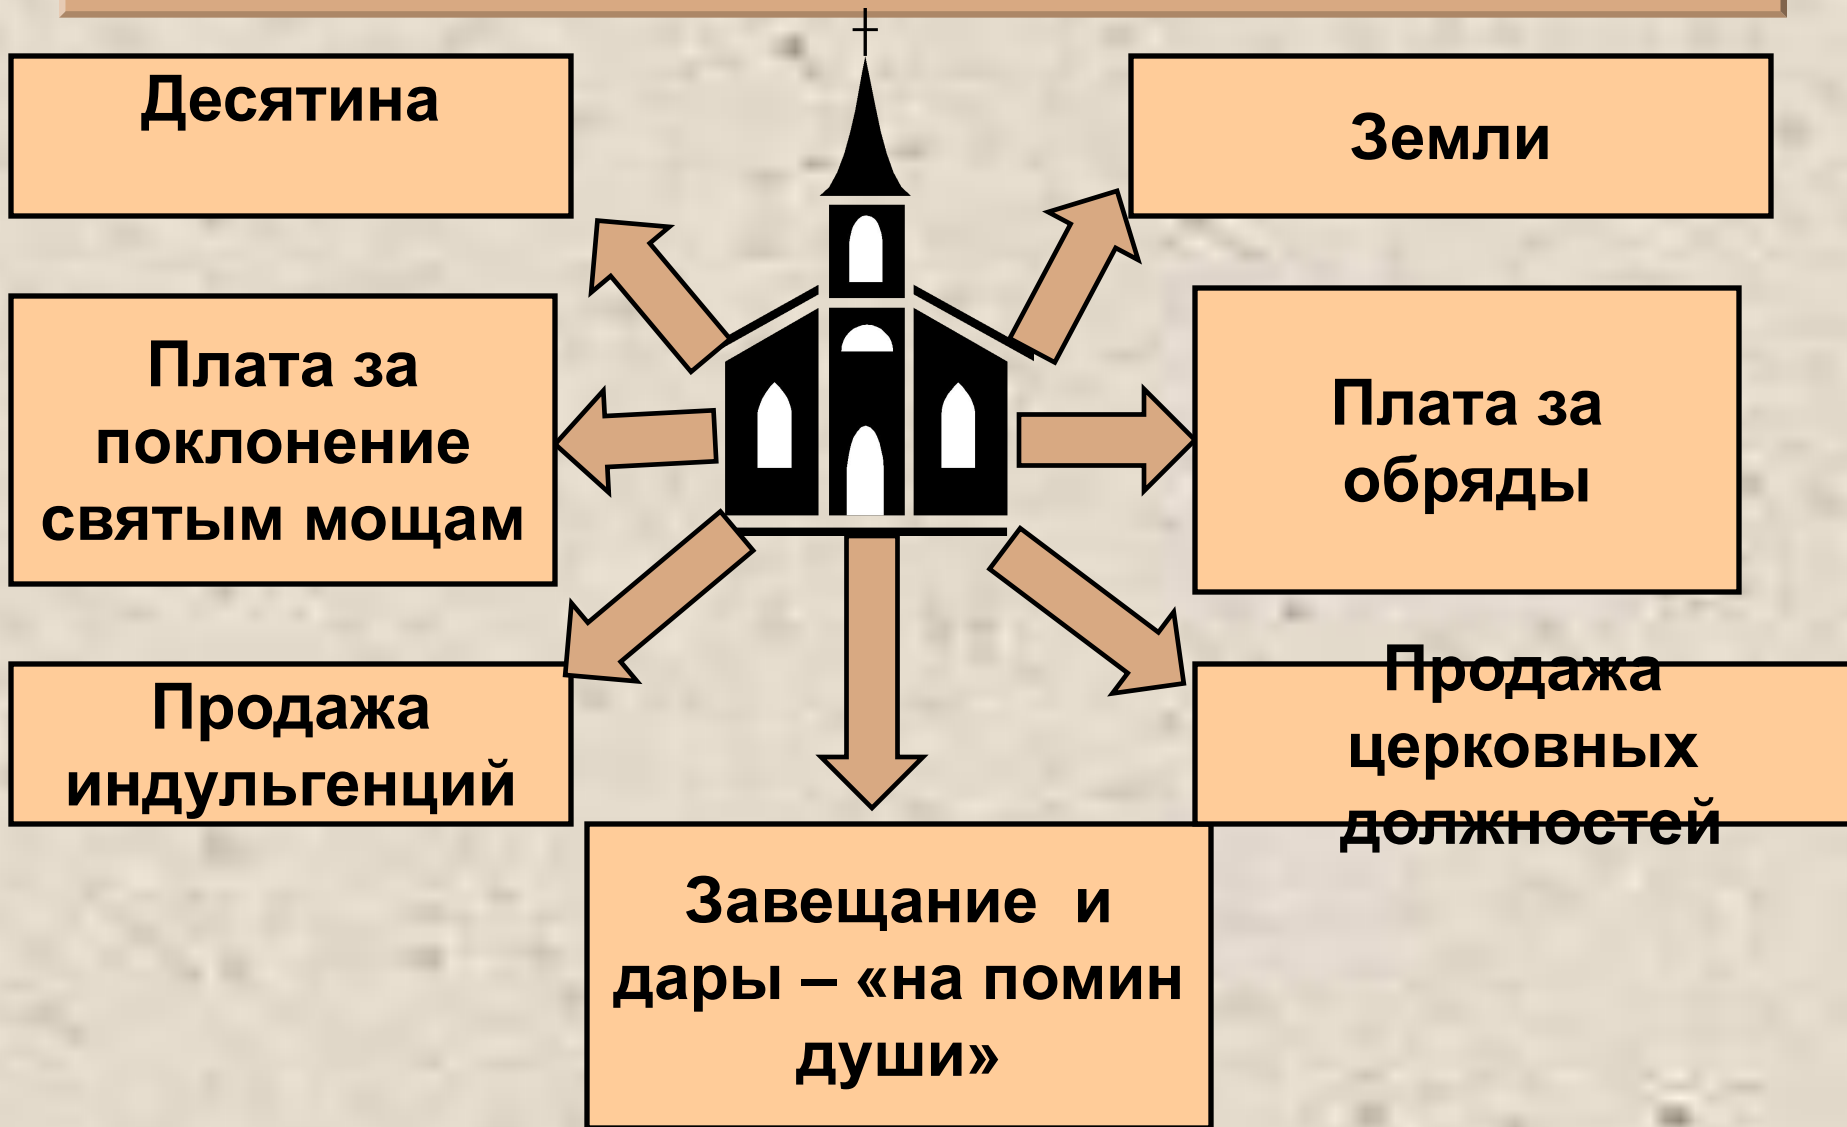 Десятина
Земли
Плата за
поклонение
святым мощам
Плата за
обряды
Продажа
индульгенций
Продажа
церковных
должностей
Завещание и
дары – «на помин
души»